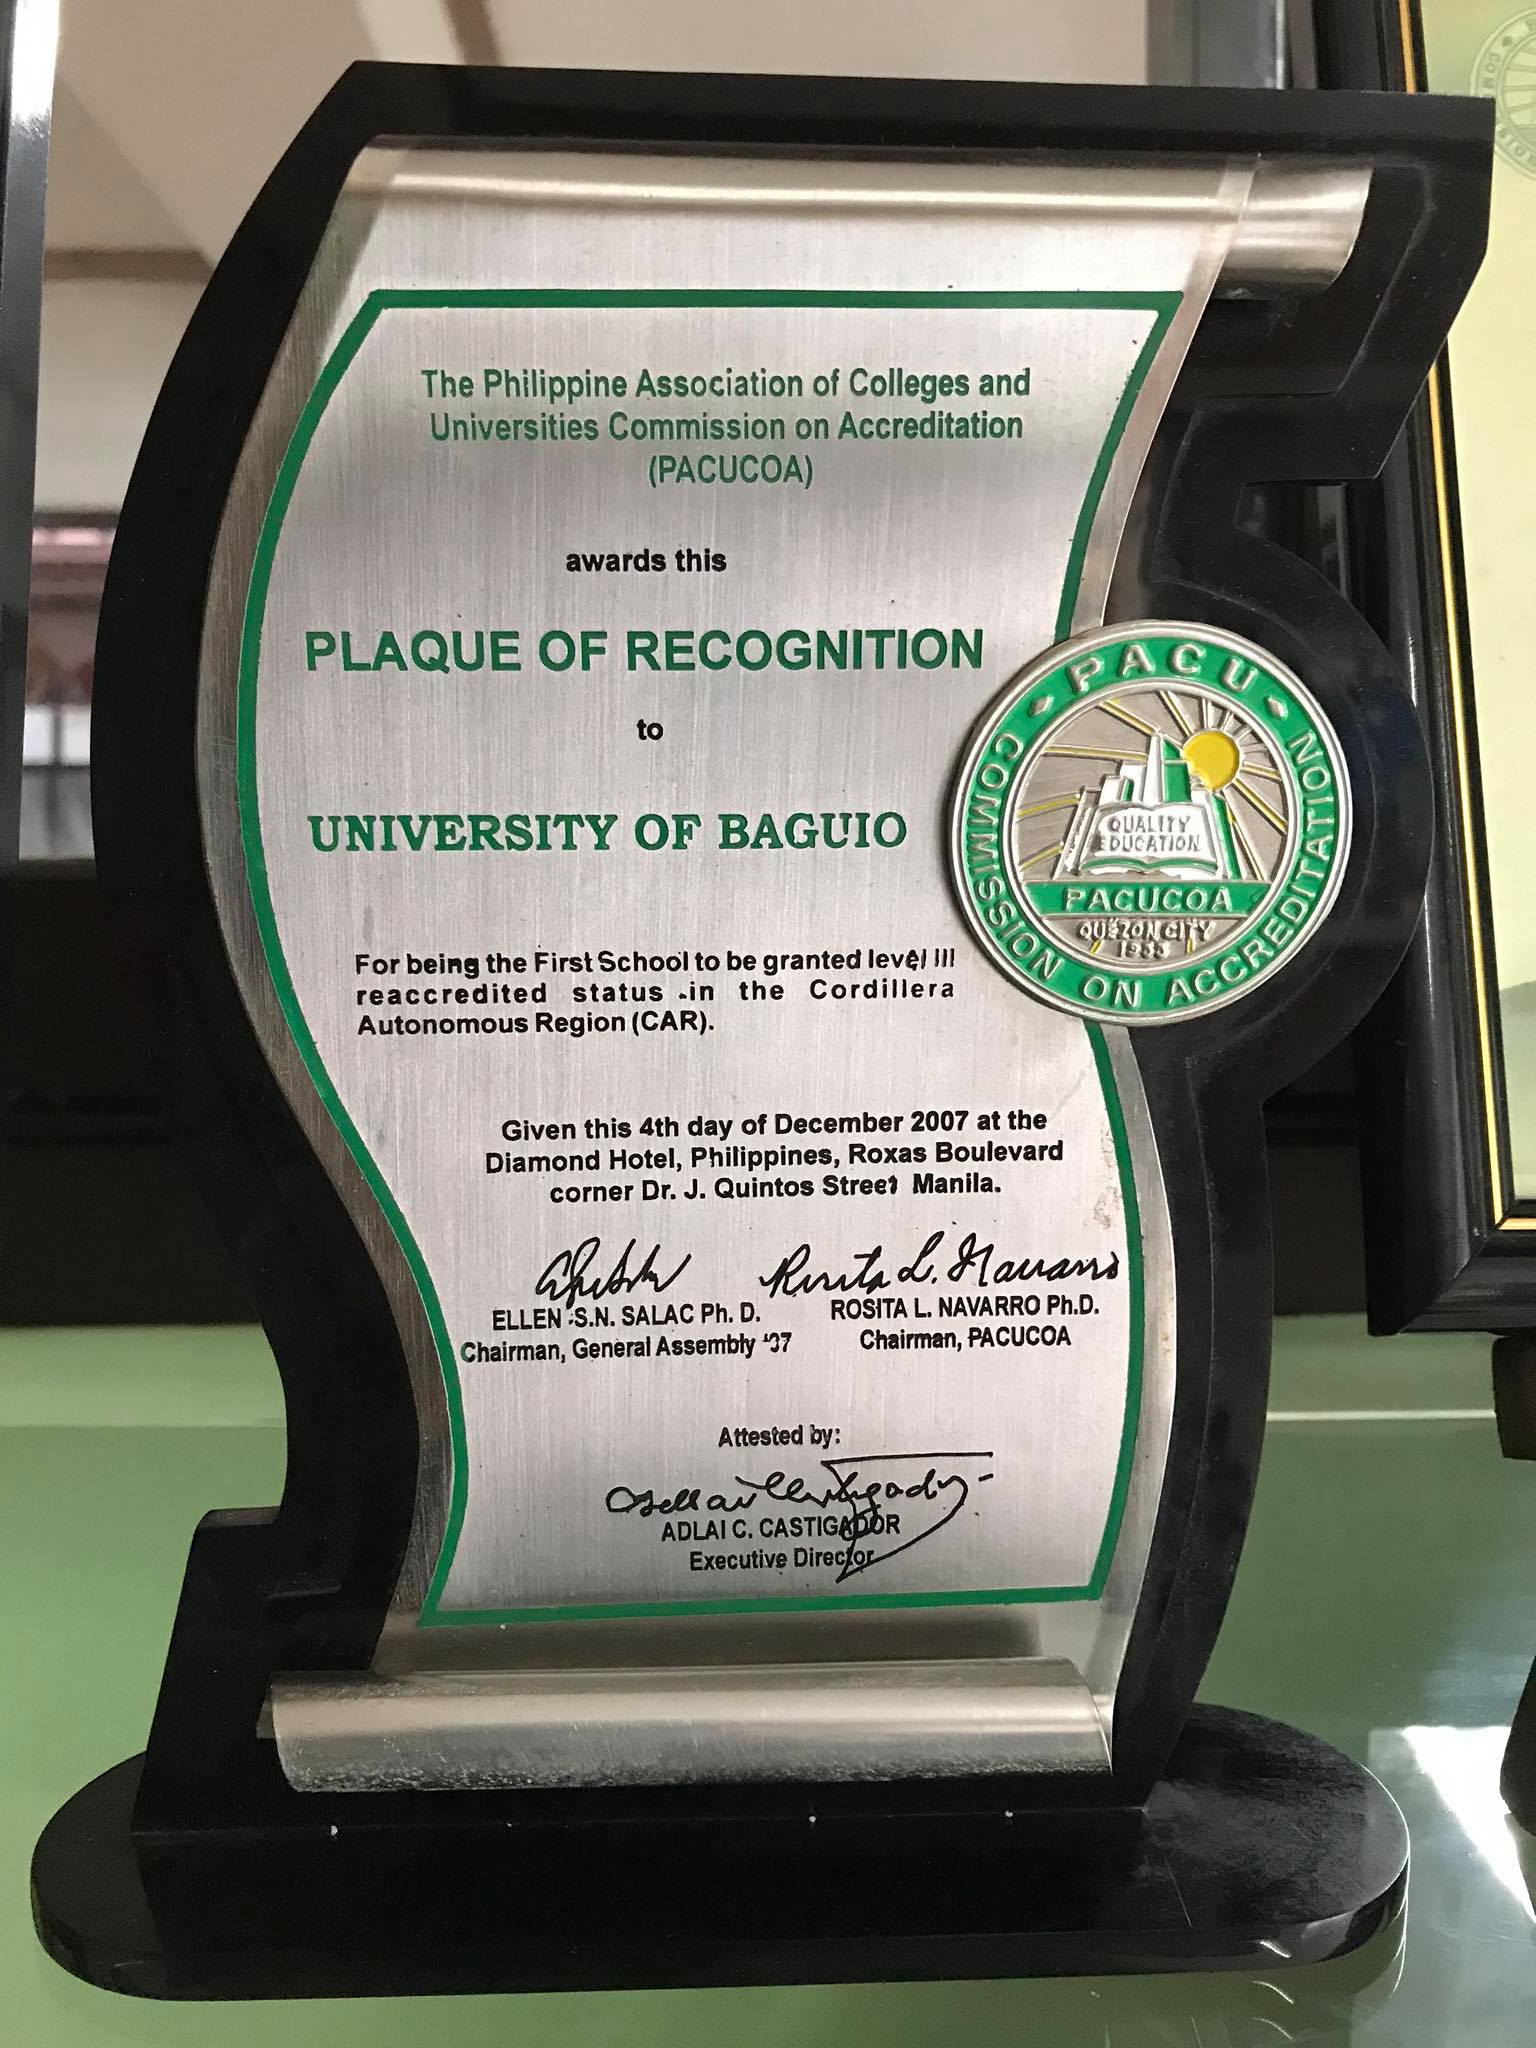 The Philippine Association of Colleges and
Universities Commission on Accreditation
(PACUCOA)
awards this
PLAQUE OF RECOGNITION
to
UNIVERSITY OF BAGUIO
PACU
COMMISSION ON ACCREDITATION
QUALITY
EDUCATION
PACUCOA
QUEZON CITY
For being the First School to be granted level III
reaccredited status in the Cordillera
Autonomous Region (CAR).
Given this 4th day of December 2007 at the
Diamond Hotel, Philippines, Roxas Boulevard
corner Dr. J. Quintos Street Manila.
Rosita L. Navarro
ELLEN S.N. SALAC Ph. D.
Chairman, General Assembly '07
ROSITA L. NAVARRO Ph.D.
Chairman, PACUCOA
Attested by:
ADLAI C. CASTIGADOR
Executive Director